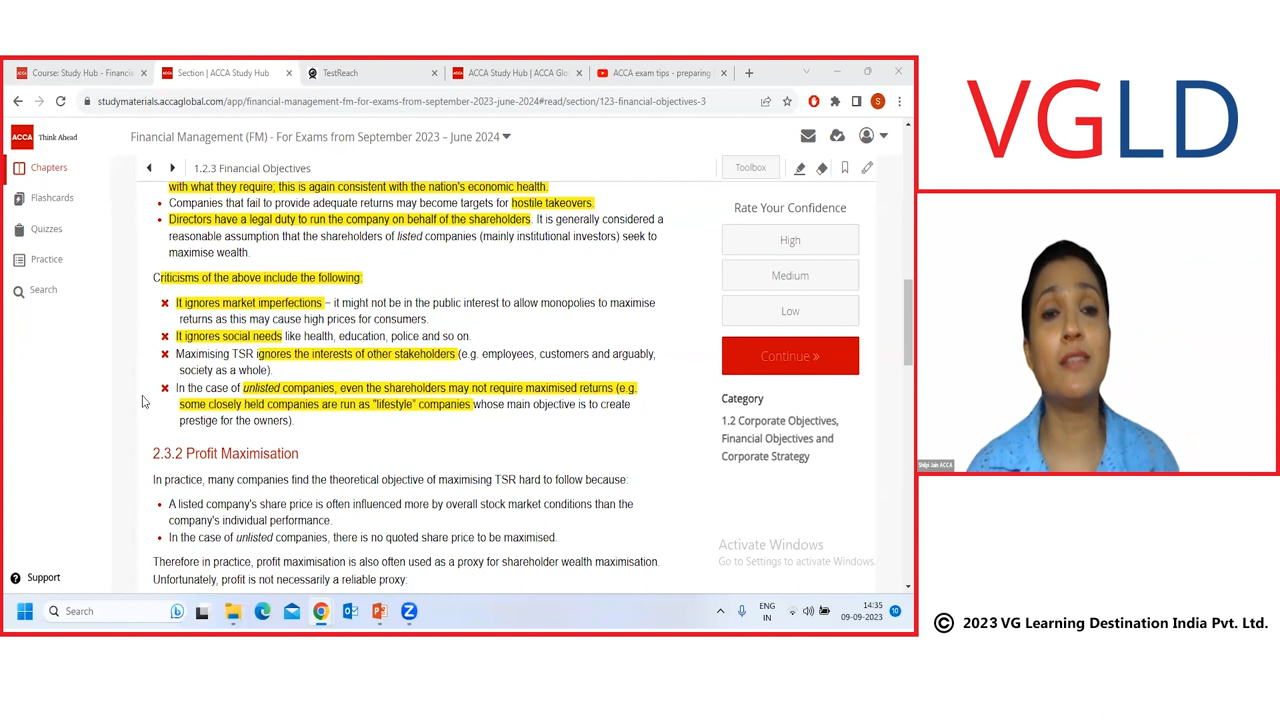 Course: Study Hub - Financi
Section | ACCA Study Hub
TestReach
ACCA Study Hub | ACCA Glo
ACCA exam tips - preparing
studymaterials.accaglobal.com/app/financial-management-fm-for-exams-from-september-2023-june-2024#read/section/123-financial-objectives-3
S
ACCA
Think Ahead
Financial Management (FM) - For Exams from September 2023 – June 2024
Chapters
Flashcards
Quizzes
Practice
Search
Support
1.2.3 Financial Objectives
Toolbox
with what they require; this is again consistent with the nation's economic health.
• Companies that fail to provide adequate returns may become targets for hostile takeovers.
• Directors have a legal duty to run the company on behalf of the shareholders. It is generally considered a
reasonable assumption that the shareholders of listed companies (mainly institutional investors) seek to
maximise wealth.
Criticisms of the above include the following:
It ignores market imperfections – it might not be in the public interest to allow monopolies to maximise
returns as this may cause high prices for consumers.
It ignores social needs like health, education, police and so on.
Maximising TSR ignores the interests of other stakeholders (e.g. employees, customers and arguably,
society as a whole).
In the case of unlisted companies, even the shareholders may not require maximised returns (e.g.
some closely held companies are run as "lifestyle" companies whose main objective is to create
prestige for the owners).
2.3.2 Profit Maximisation
In practice, many companies find the theoretical objective of maximising TSR hard to follow because:
• A listed company's share price is often influenced more by overall stock market conditions than the
company's individual performance.
• In the case of unlisted companies, there is no quoted share price to be maximised.
Therefore in practice, profit maximisation is also often used as a proxy for shareholder wealth maximisation.
Unfortunately, profit is not necessarily a reliable proxy:
Rate Your Confidence
High
Medium
Low
Continue »
Category
1.2 Corporate Objectives,
Financial Objectives and
Corporate Strategy
Activate Windows
Go to Settings to activate Windows.
Search
ENG
IN
14:35
09-09-2023
10
VGLD
Shilpi Jain ACCA
© 2023 VG Learning Destination India Pvt. Ltd.